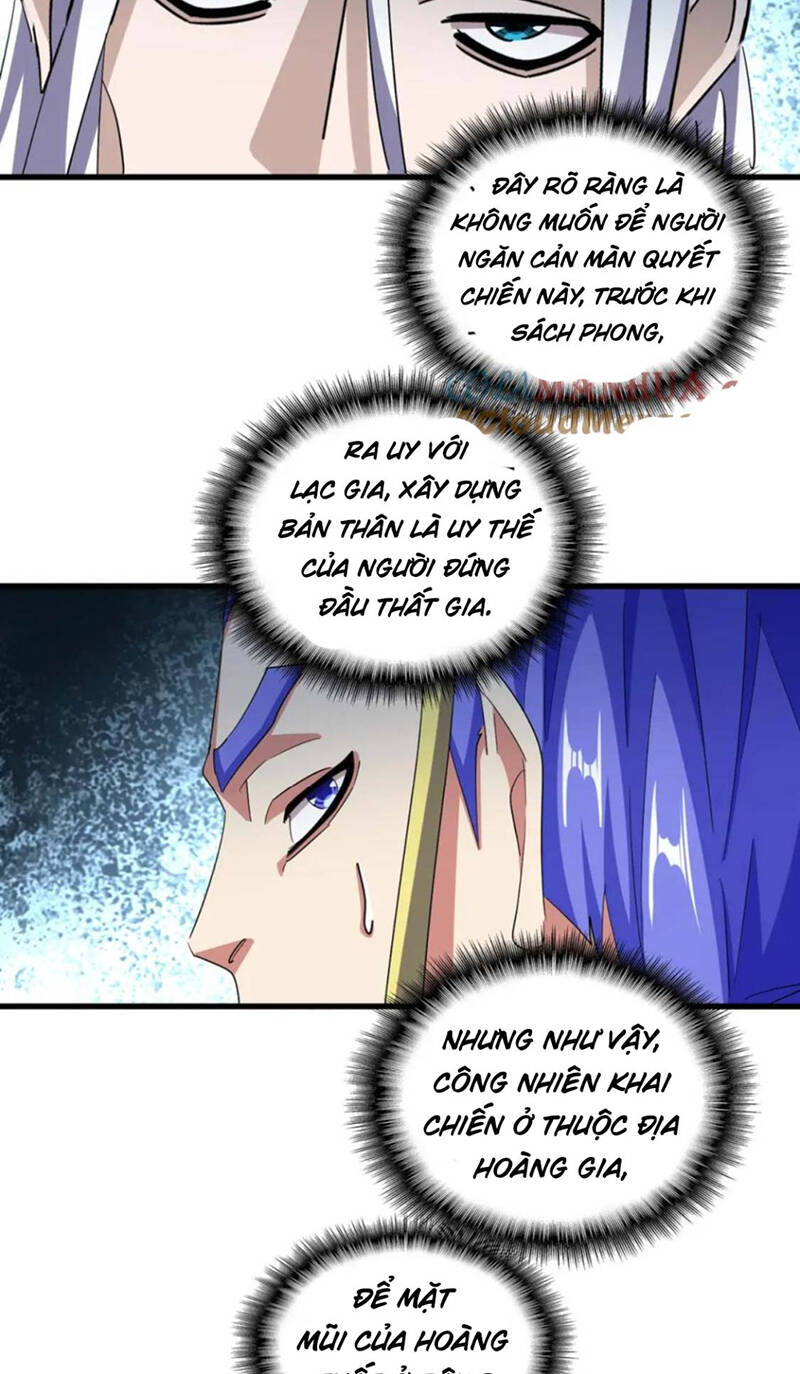 ĐÂY RÕ RÀNG LÀ
KHÔNG MUỐN ĐỂ NGƯỜI
NGĂN CẢN MÀN QUYẾT
CHIẾN NÀY, TRƯỚC KHI
SÁCH PHONG,
COLAMANHUA
RA UY VỚI
LẠC GIA, XÂY DỰNG
BẢN THÂN LÀ UY THẾ
CỦA NGƯỜI ĐỨNG
ĐẦU THẤT GIA.
NHƯNG NHƯ VẬY,
CÔNG NHIÊN KHAI
CHIẾN Ở THUỘC ĐỊA
HOÀNG GIA,
ĐỂ MẶT
MŨI CỦA HOÀNG